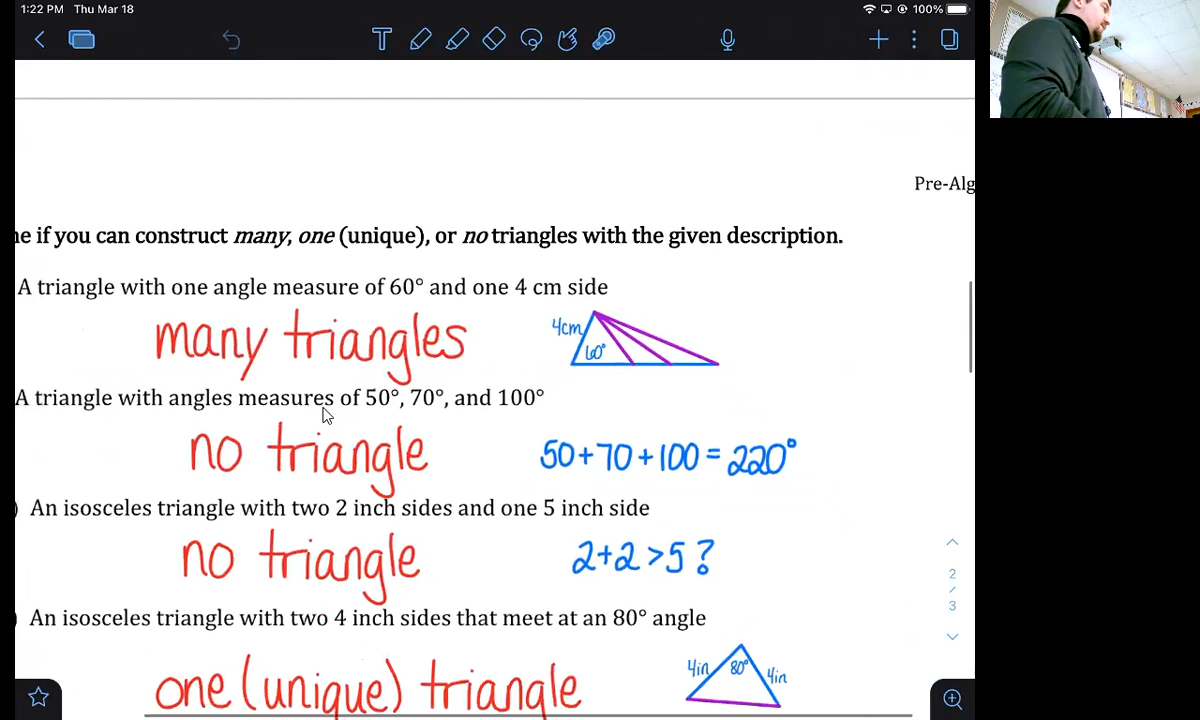 1:22 PM Thu Mar 18
100%
T
Pre-Alg
ne if you can construct many, one (unique), or no triangles with the given description.
A triangle with one angle measure of 60° and one 4 cm side
many triangles
4cm
60°
A triangle with angles measures of 50°, 70°, and 100°
no triangle
50+70+100=220°
) An isosceles triangle with two 2 inch sides and one 5 inch side
no triangle
2+2>5?
2
/
3
) An isosceles triangle with two 4 inch sides that meet at an 80° angle
one (unique) triangle
4in
80°
4in